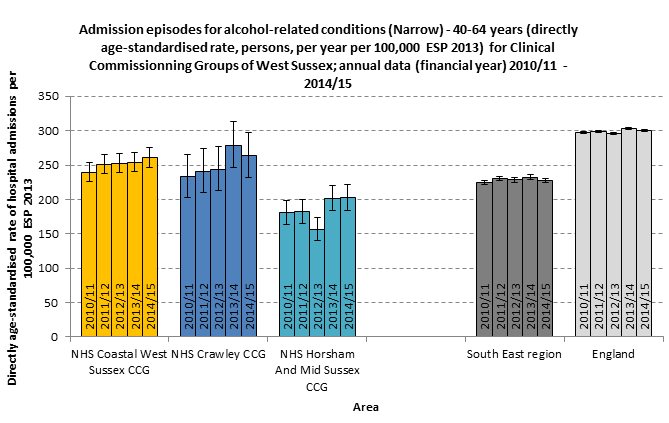 Admission episodes for alcohol-related conditions (Narrow) - 40-64 years (directly
age-standardised rate, persons, per year per 100,000 ESP 2013) for Clinical
Commissionning Groups of West Sussex; annual data (financial year) 2010/11 -
2014/15
Directly age-standardised rate of hospital admissions per
100,000 ESP 2013
350
300
250
200
150
100
50
0
2010/11
2011/12
2012/13
2013/14
2014/15
2010/11
2011/12
2012/13
2013/14
2014/15
2010/11
2011/12
2012/13
2013/14
2014/15
2010/11
2011/12
2012/13
2013/14
2014/15
2010/11
2011/12
2012/13
2013/14
2014/15
NHS Coastal West
Sussex CCG
NHS Crawley CCG
NHS Horsham
And Mid Sussex
CCG
South East region
England
Area